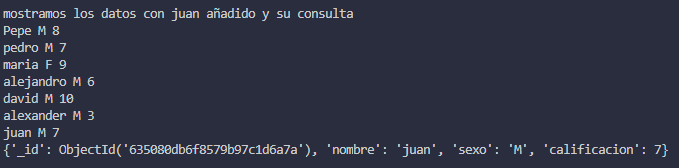 mostramos los datos con juan añadido y su consulta
Pepe M 8
pedro M 7
maria F 9
alejandro M 6
david M 10
alexander M 3
juan M 7
{'_id': ObjectId('635080db6f8579b97c1d6a7a'), 'nombre': 'juan', 'sexo': 'M', 'calificacion': 7}